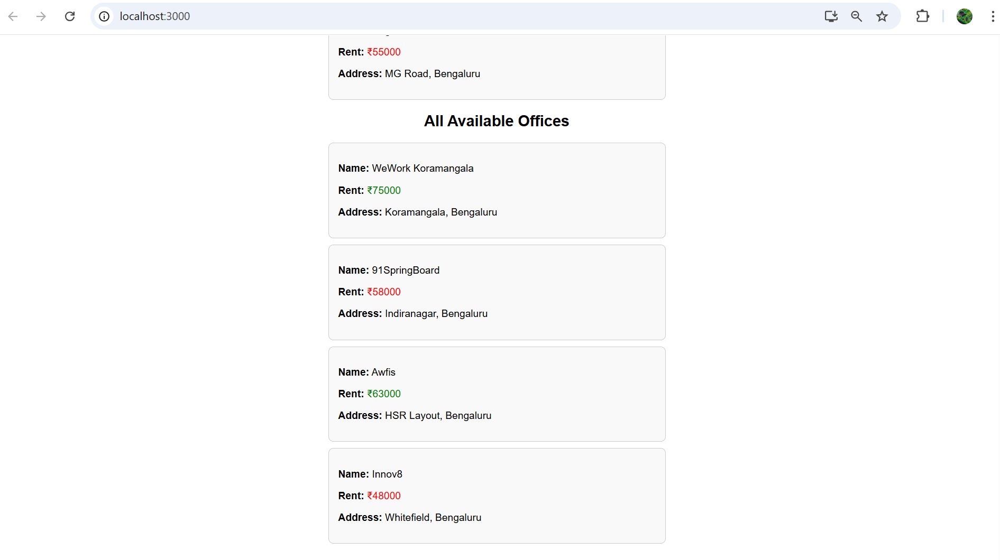 localhost:3000
Rent: ₹55000
Address: MG Road, Bengaluru
All Available Offices
Name: WeWork Koramangala
Rent: ₹75000
Address: Koramangala, Bengaluru
Name: 91SpringBoard
Rent: ₹58000
Address: Indiranagar, Bengaluru
Name: Awfis
Rent: ₹63000
Address: HSR Layout, Bengaluru
Name: Innov8
Rent: ₹48000
Address: Whitefield, Bengaluru